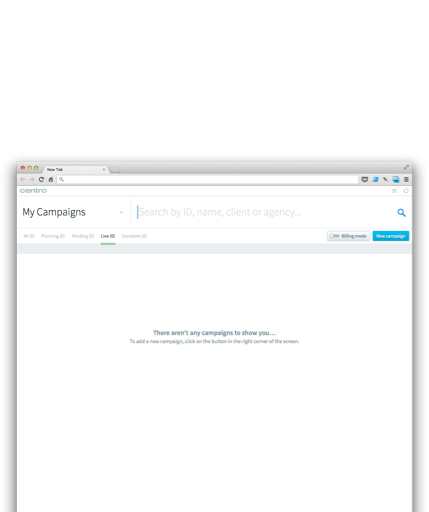 New Tab
centro
My Campaigns
Search by ID, name, client or agency...
All (0) Planning (0) Pending (0) Live (0) Complete (0)
Billing mode
New campaign
There aren't any campaigns to show you...
To add a new campaign, click on the button in the right corner of the screen.